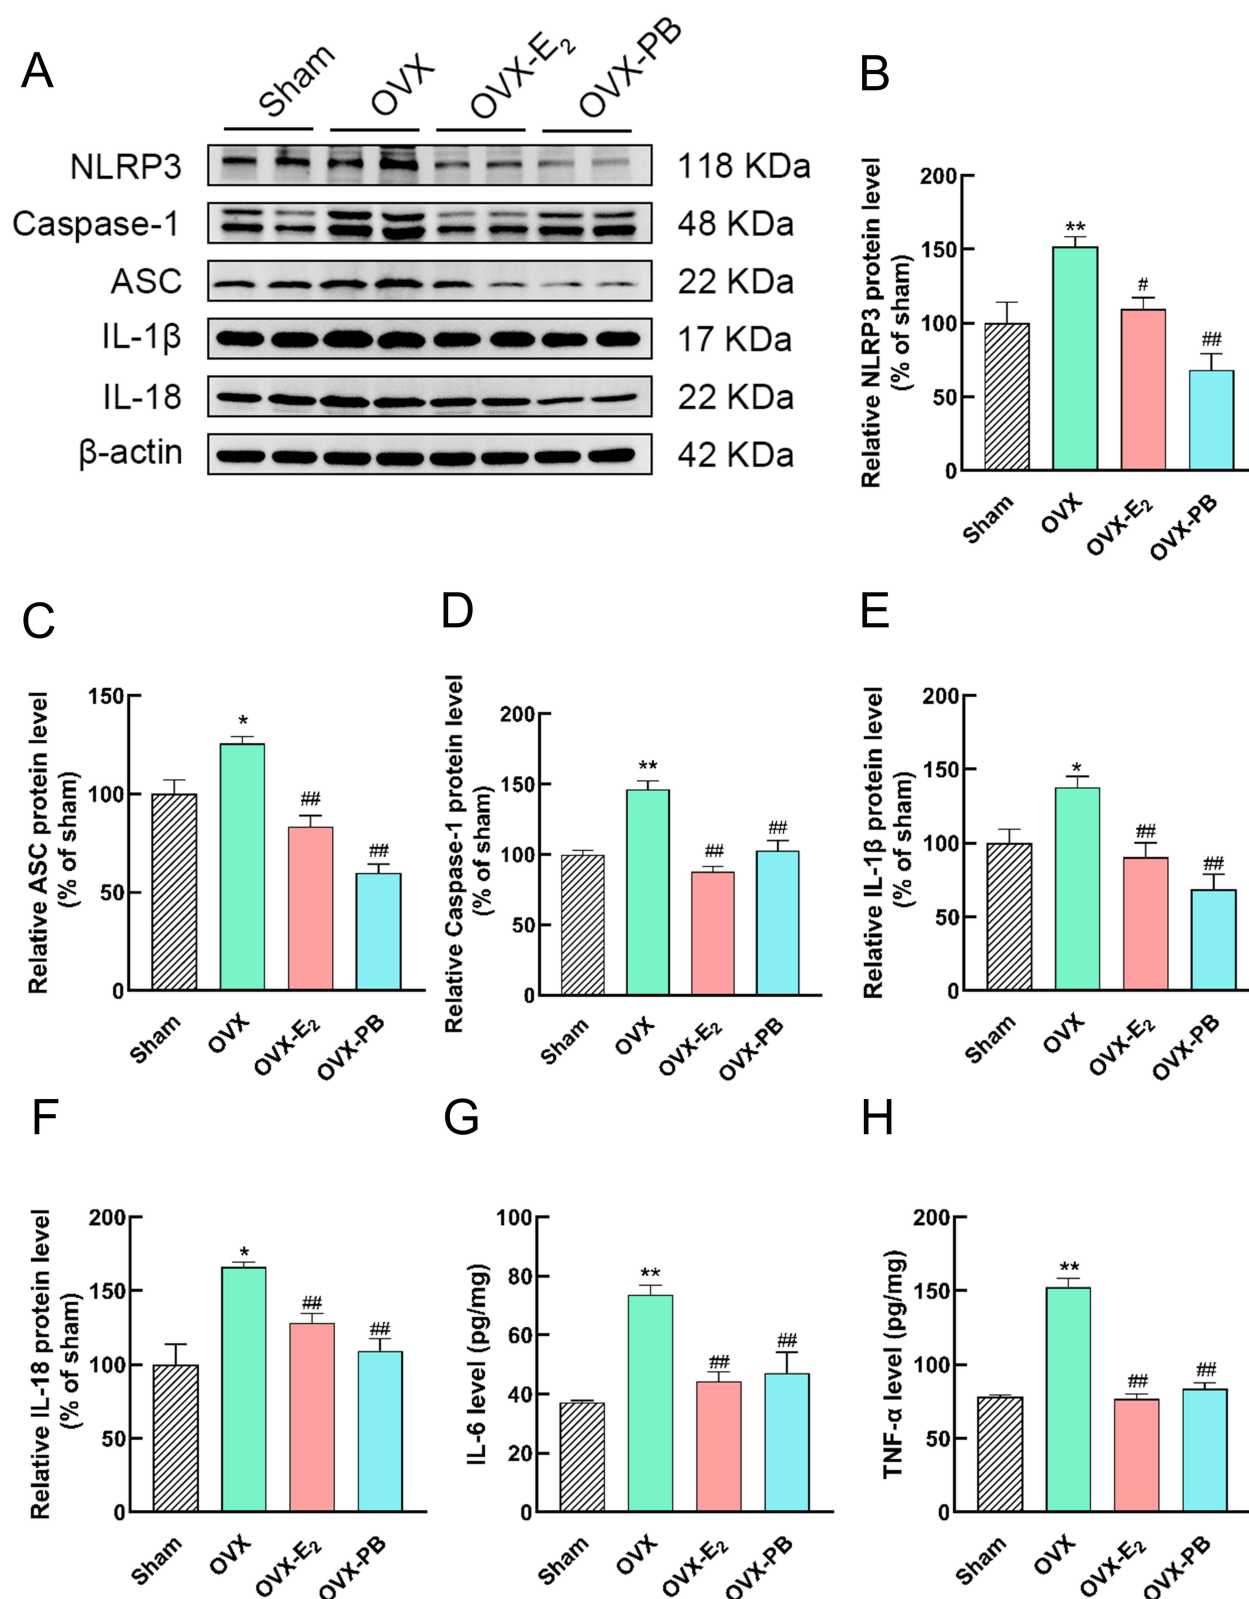 A
Sham
OVX
OVX-E2
OVX-PB
NLRP3
118 KDa
Caspase-1
48 KDa
ASC
22 KDa
IL-1β
17 KDa
IL-18
22 KDa
β-actin
42 KDa
B
Relative NLRP3 protein level
(% of sham)
200
150
100
50
0
**
#
##
Sham
OVX
OVX-E2
OVX-PB
C
Relative ASC protein level
(% of sham)
150
100
50
0
*
##
##
Sham
OVX
OVX-E2
OVX-PB
D
Relative Caspase-1 protein level
(% of sham)
200
150
100
50
0
**
##
##
Sham
OVX
OVX-E2
OVX-PB
E
Relative IL-1β protein level
(% of sham)
200
150
100
50
0
*
##
##
Sham
OVX
OVX-E2
OVX-PB
F
Relative IL-18 protein level
(% of sham)
200
150
100
50
0
*
##
##
Sham
OVX
OVX-E2
OVX-PB
G
IL-6 level (pg/mg)
100
80
60
40
20
0
**
##
##
Sham
OVX
OVX-E2
OVX-PB
H
TNF-α level (pg/mg)
200
150
100
50
0
**
##
##
Sham
OVX
OVX-E2
OVX-PB